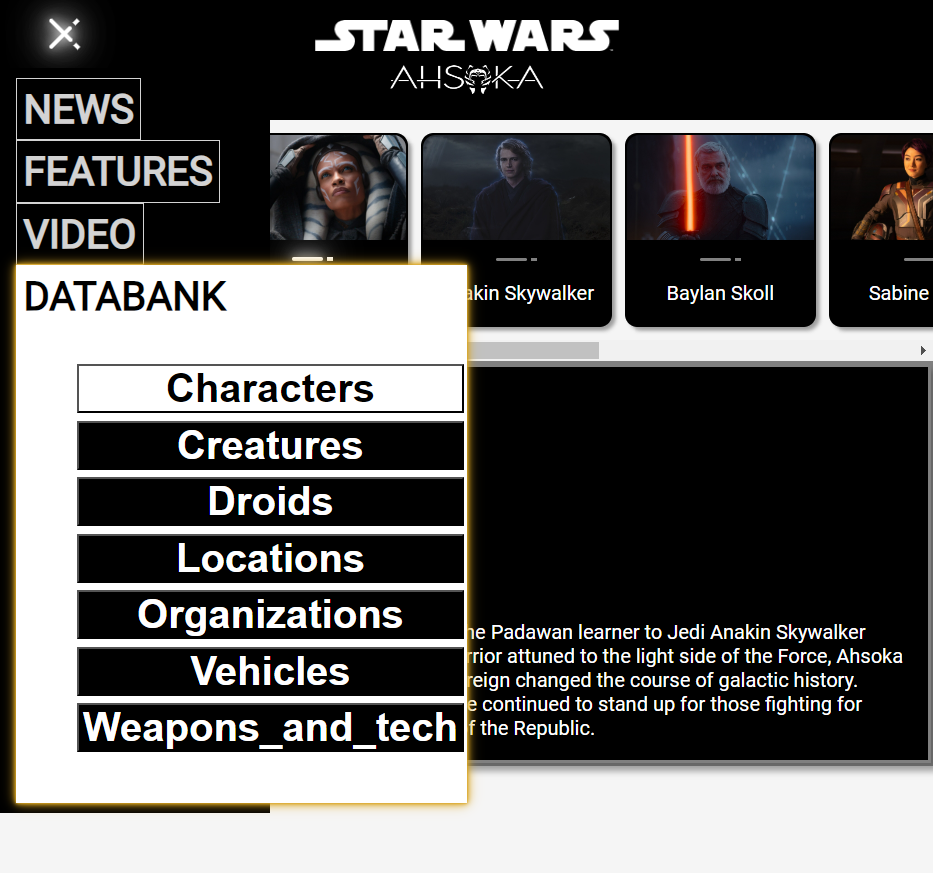 STAR WARS
AHSOKA
NEWS
FEATURES
VIDEO
DATABANK
Characters
Creatures
Droids
Locations
Organizations
Vehicles
Weapons_and_tech
akin Skywalker
Baylan Skoll
Sabine
he Padawan learner to Jedi Anakin Skywalker
rrior attuned to the light side of the Force, Ahsoka
reign changed the course of galactic history.
e continued to stand up for those fighting for
f the Republic.